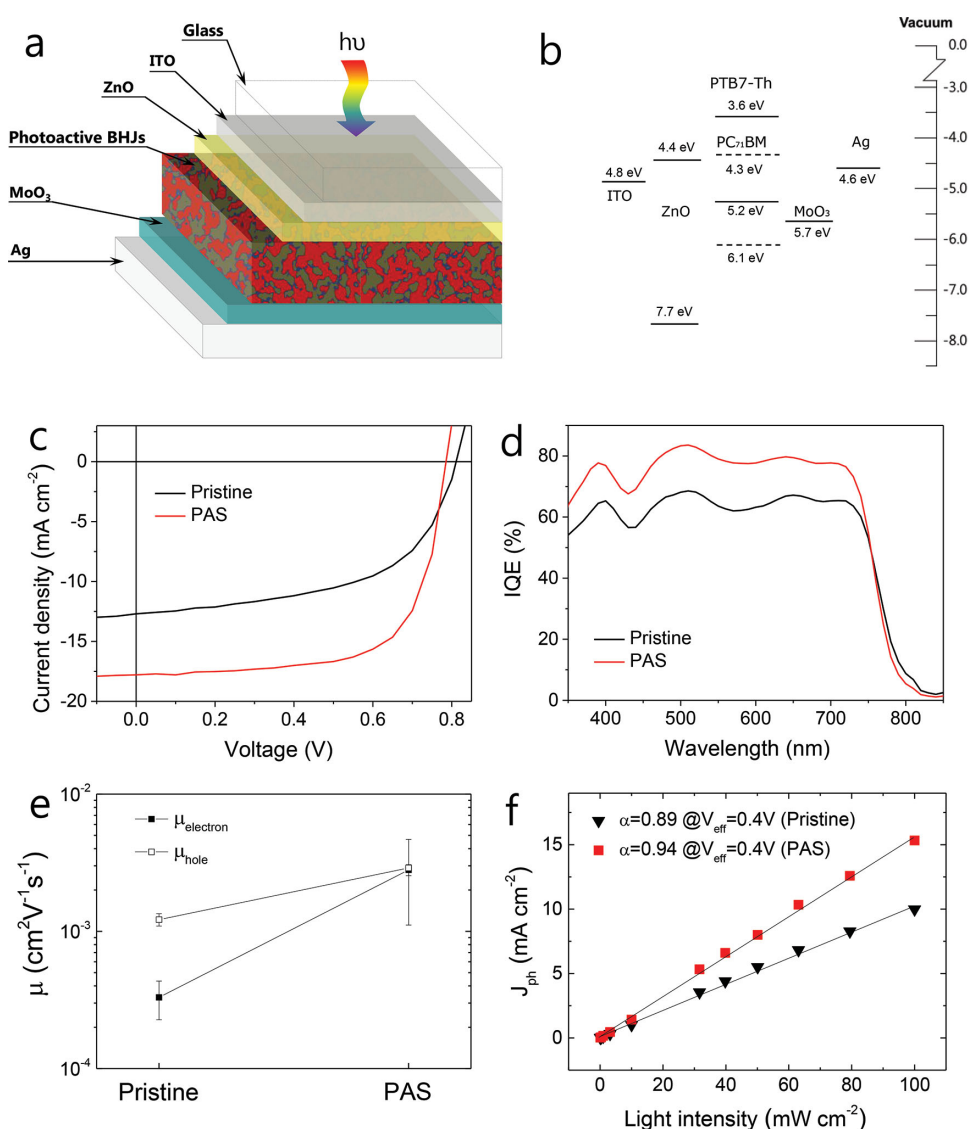 a
Glass
ITO
ZnO
Photoactive BHJs
MoO₃
Ag
hυ
b
Vacuum
0.0
-3.0
-4.0
-5.0
-6.0
-7.0
-8.0
PTB7-Th
3.6 eV
4.4 eV
PC₇₁BM
4.3 eV
Ag
4.6 eV
4.8 eV
ITO
ZnO
5.2 eV
MoO₃
5.7 eV
6.1 eV
7.7 eV
c
0
-5
-10
-15
-20
Current density (mA cm⁻²)
Pristine
PAS
0.0 0.2 0.4 0.6 0.8
Voltage (V)
d
80
60
40
20
0
IQE (%)
Pristine
PAS
400 500 600 700 800
Wavelength (nm)
e
10⁻²
10⁻³
10⁻⁴
μ (cm²V⁻¹s⁻¹)
μelectron
μhole
Pristine PAS
f
15
10
5
0
Jph (mA cm⁻²)
α=0.89 @Veff=0.4V (Pristine)
α=0.94 @Veff=0.4V (PAS)
0 20 40 60 80 100
Light intensity (mW cm⁻²)